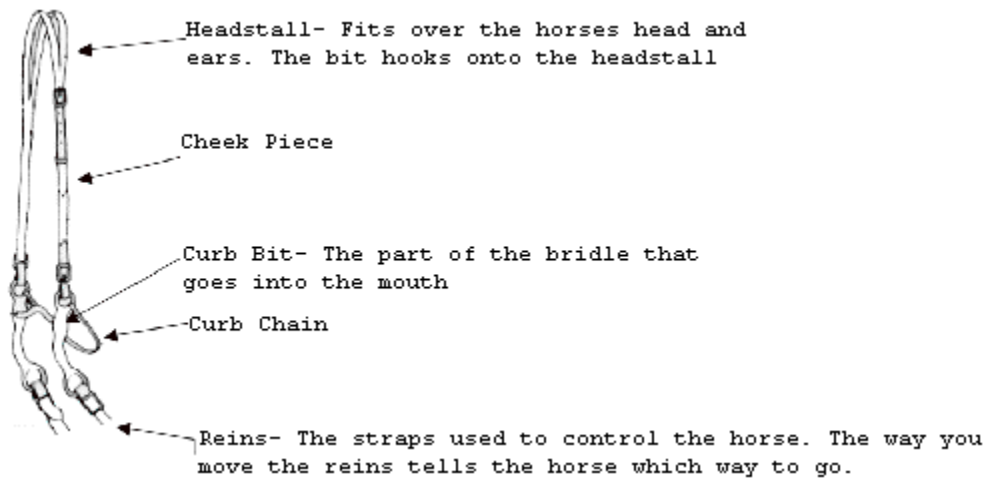 Headstall- Fits over the horses head and
ears. The bit hooks onto the headstall
Cheek Piece
Curb Bit- The part of the bridle that
goes into the mouth
Curb Chain
Reins- The straps used to control the horse. The way you
move the reins tells the horse which way to go.